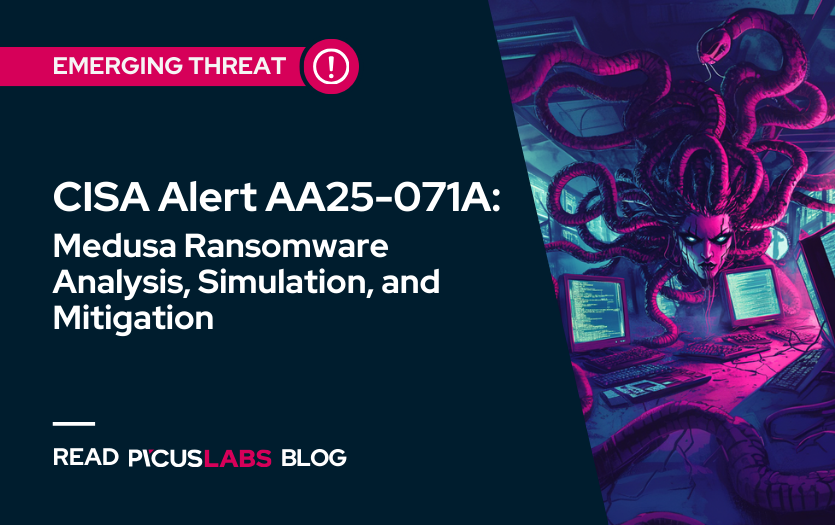 EMERGING THREAT
CISA Alert AA25-071A:
Medusa Ransomware
Analysis, Simulation, and
Mitigation
READ PICUSLABS BLOG